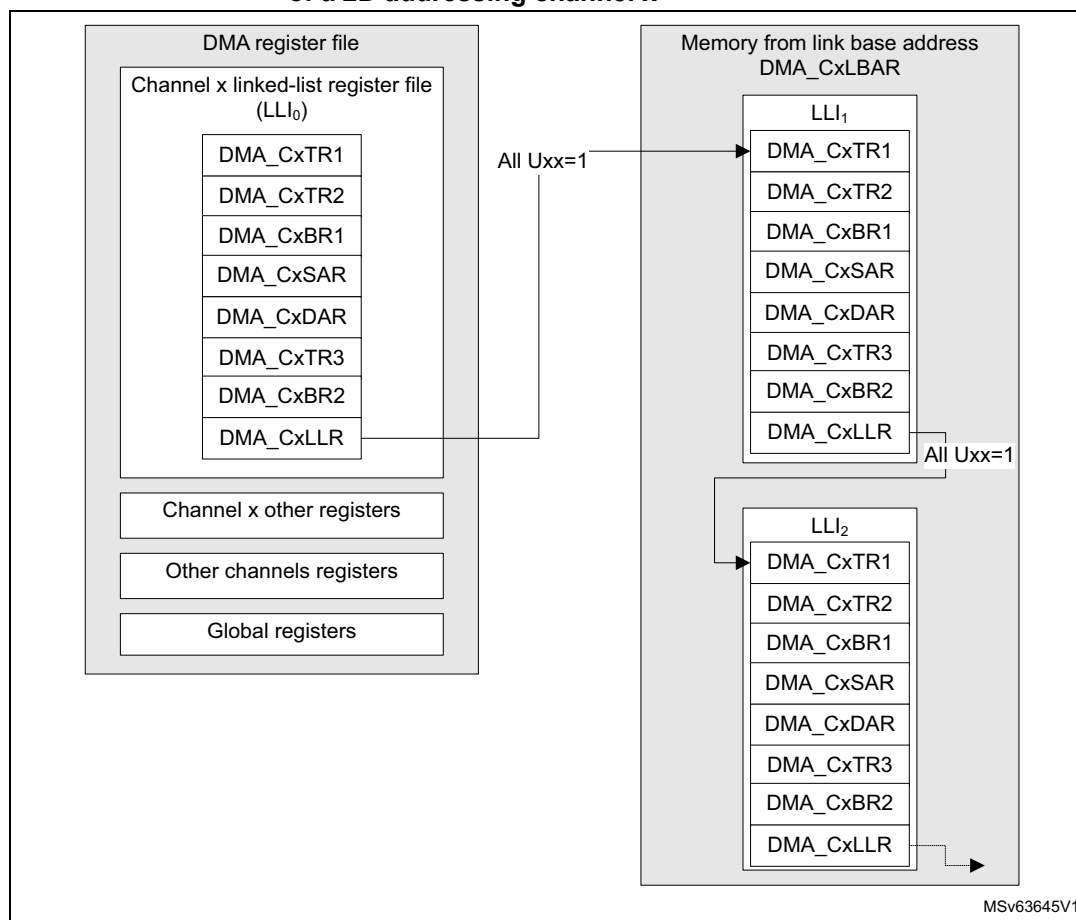 DMA register file
Channel x linked-list register file
(LLI₀)
DMA_CxTR1
DMA_CxTR2
DMA_CxBR1
DMA_CxSAR
DMA_CxDAR
DMA_CxTR3
DMA_CxBR2
DMA_CxLLR
Channel x other registers
Other channels registers
Global registers
All Uxx=1
Memory from link base address
DMA_CxLBAR
LLI₁
DMA_CxTR1
DMA_CxTR2
DMA_CxBR1
DMA_CxSAR
DMA_CxDAR
DMA_CxTR3
DMA_CxBR2
DMA_CxLLR
All Uxx=1
LLI₂
DMA_CxTR1
DMA_CxTR2
DMA_CxBR1
DMA_CxSAR
DMA_CxDAR
DMA_CxTR3
DMA_CxBR2
DMA_CxLLR
MSv63645V1